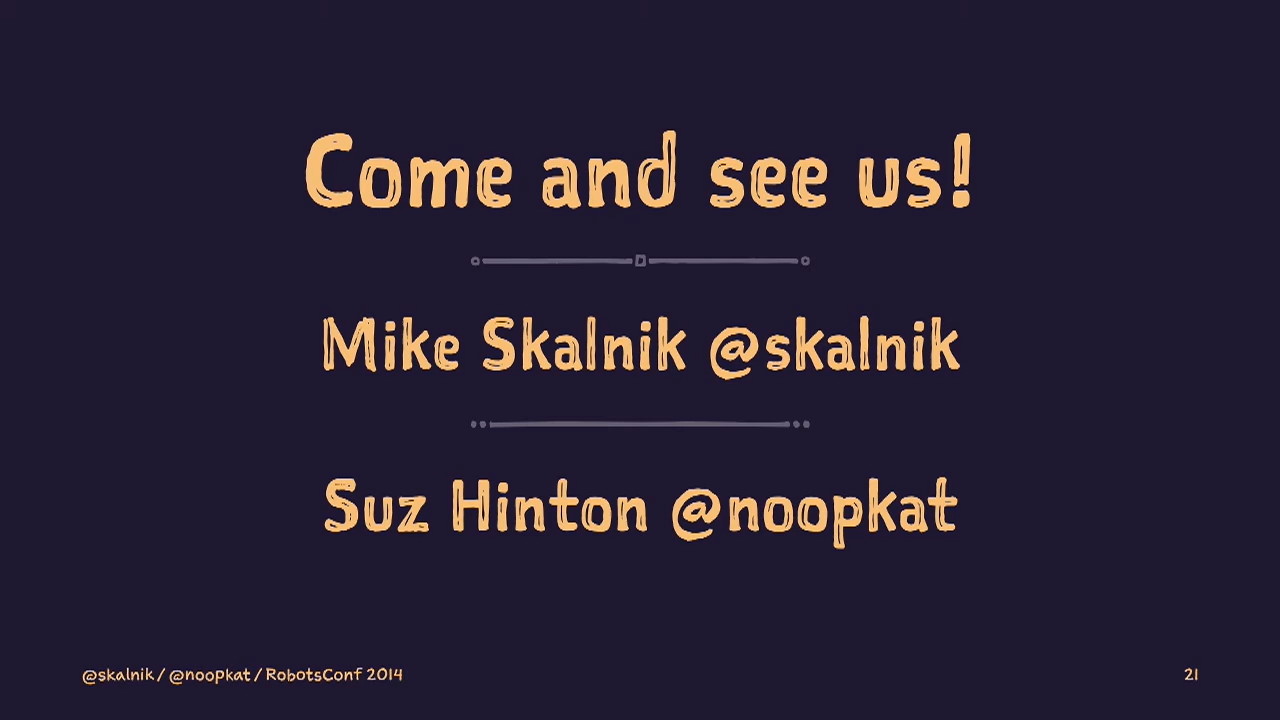 Come and see us!
Mike Skalnik @skalnik
Suz Hinton @noopkat
@skalnik / @noopkat / RobotsConf 2014
21